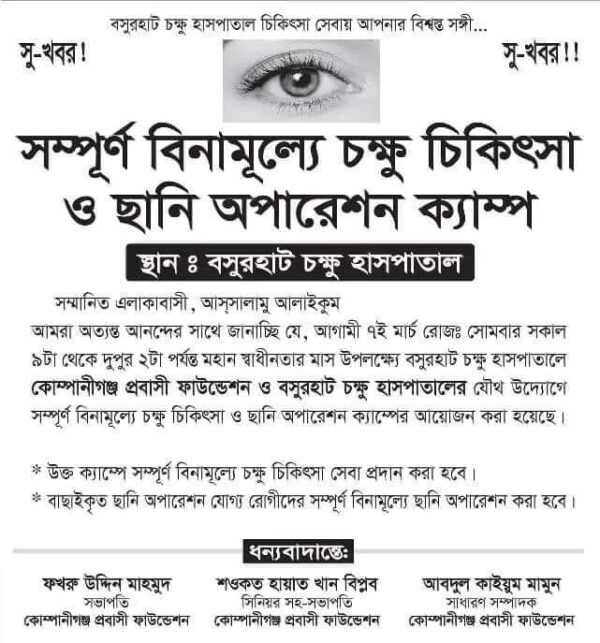 বসুরহাট চক্ষু হাসপাতাল চিকিৎসা সেবায় আপনার বিশ্বস্ত সঙ্গী...
সু-খবর! সু-খবর!!
সম্পূর্ণ বিনামূল্যে চক্ষু চিকিৎসা
ও ছানি অপারেশন ক্যাম্প
স্থান ঃ বসুরহাট চক্ষু হাসপাতাল
সম্মানিত এলাকাবাসী, আস্সালামু আলাইকুম
আমরা অত্যন্ত আনন্দের সাথে জানাচ্ছি যে, আগামী ৭ই মার্চ রোজঃ সোমবার সকাল
৯টা থেকে দুপুর ২টা পর্যন্ত মহান স্বাধীনতার মাস উপলক্ষ্যে বসুরহাট চক্ষু হাসপাতালে
কোম্পানীগঞ্জ প্রবাসী ফাউন্ডেশন ও বসুরহাট চক্ষু হাসপাতালের যৌথ উদ্যোগে
সম্পূর্ণ বিনামূল্যে চক্ষু চিকিৎসা ও ছানি অপারেশন ক্যাম্পের আয়োজন করা হয়েছে।
* উক্ত ক্যাম্পে সম্পূর্ণ বিনামূল্যে চক্ষু চিকিৎসা সেবা প্রদান করা হবে।
* বাছাইকৃত ছানি অপারেশন যোগ্য রোগীদের সম্পূর্ণ বিনামূল্যে ছানি অপারেশন করা হবে।
ধন্যবাদান্তে:
ফখরু উদ্দিন মাহমুদ
সভাপতি
কোম্পানীগঞ্জ প্রবাসী ফাউন্ডেশন
শওকত হায়াত খান বিপ্লব
সিনিয়র সহ-সভাপতি
কোম্পানীগঞ্জ প্রবাসী ফাউন্ডেশন
আবদুল কাইয়ুম মামুন
সাধারণ সম্পাদক
কোম্পানীগঞ্জ প্রবাসী ফাউন্ডেশন